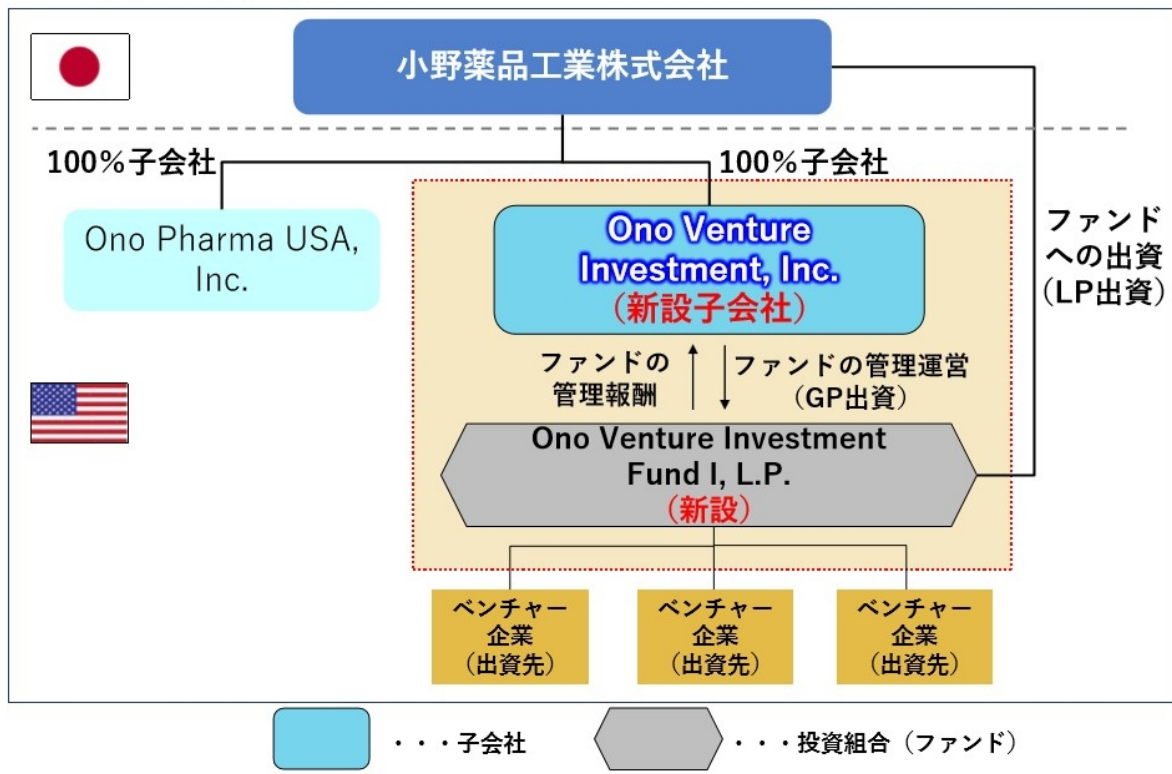 小野薬品工業株式会社
100%子会社
100%子会社
Ono Pharma USA,
Inc.
Ono Venture
Investment, Inc.
(新設子会社)
ファンド
への出資
(LP出資)
ファンドの
管理報酬
ファンドの管理運営
(GP出資)
Ono Venture Investment
Fund I, L.P.
(新設)
ベンチャー
企業
(出資先)
ベンチャー
企業
(出資先)
ベンチャー
企業
(出資先)
・・・子会社
・・・投資組合(ファンド)